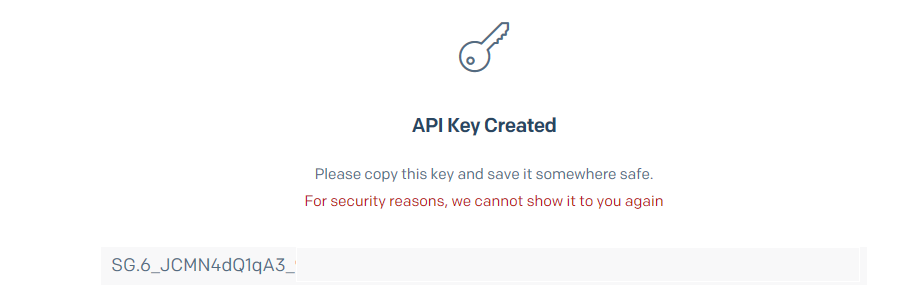 API Key Created
Please copy this key and save it somewhere safe.
For security reasons, we cannot show it to you again
SG.6_JCMN4dQ1qA3_